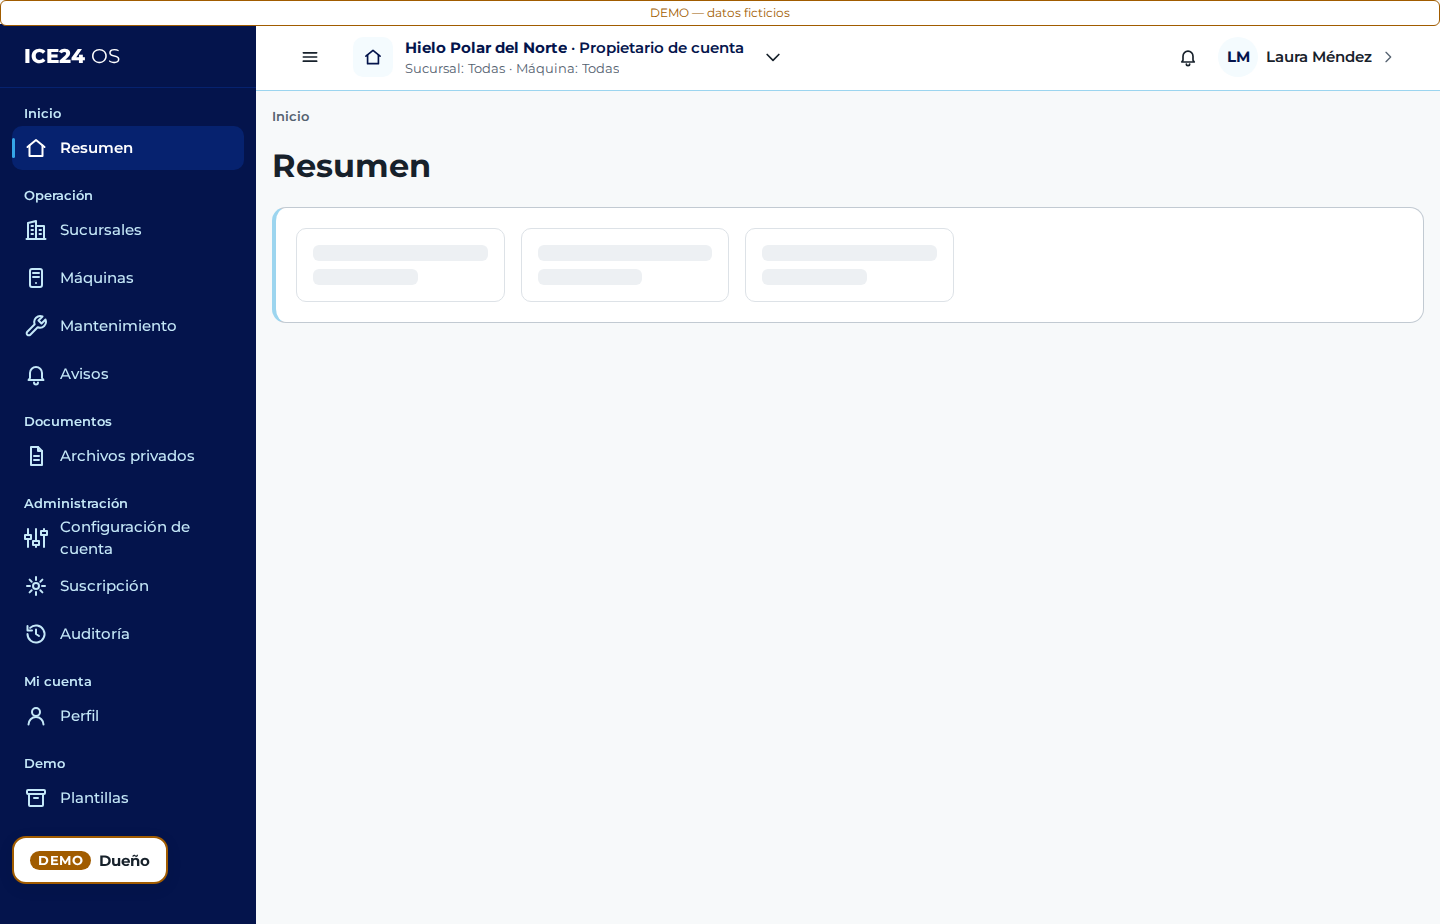 DEMO — datos ficticios
ICE24 OS
Inicio
Resumen
Operación
Sucursales
Máquinas
Mantenimiento
Avisos
Documentos
Archivos privados
Administración
Configuración de
cuenta
Suscripción
Auditoría
Mi cuenta
Perfil
Demo
Plantillas
DEMO Dueño
Hielo Polar del Norte · Propietario de cuenta
Sucursal: Todas · Máquina: Todas
LM Laura Méndez
Inicio
Resumen